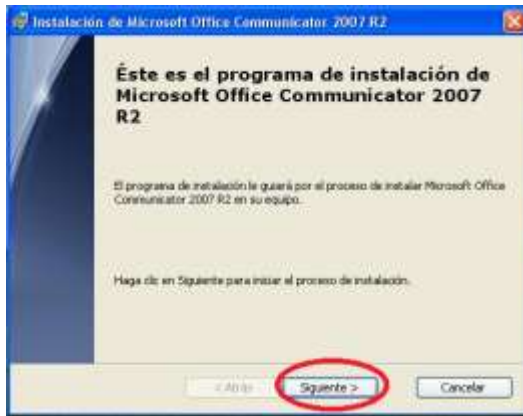 Instalación de Microsoft Office Communicator 2007 R2
Éste es el programa de instalación de
Microsoft Office Communicator 2007
R2
El programa de instalación le guiará por el proceso de instalar Microsoft Office
Communicator 2007 R2 en su equipo.
Haga clic en Siguiente para iniciar el proceso de instalación.
< Atrás
Siguiente >
Cancelar